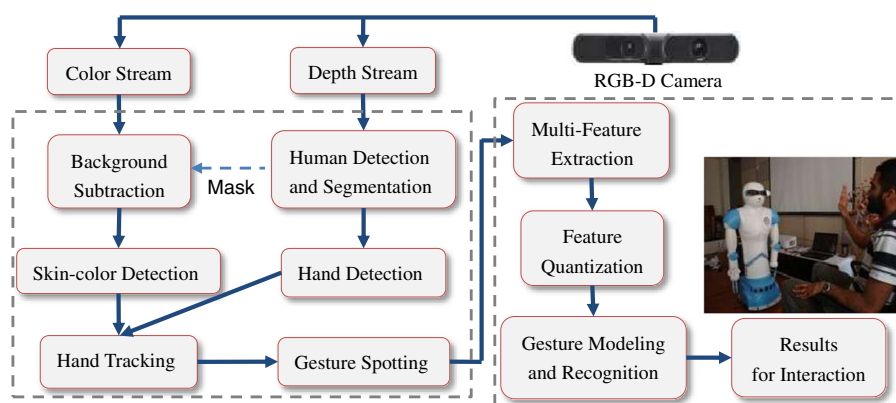 Color Stream
Depth Stream
RGB-D Camera
Background
Subtraction
Mask
Human Detection
and Segmentation
Skin-color Detection
Hand Detection
Hand Tracking
Gesture Spotting
Multi-Feature
Extraction
Feature
Quantization
Gesture Modeling
and Recognition
Results
for Interaction